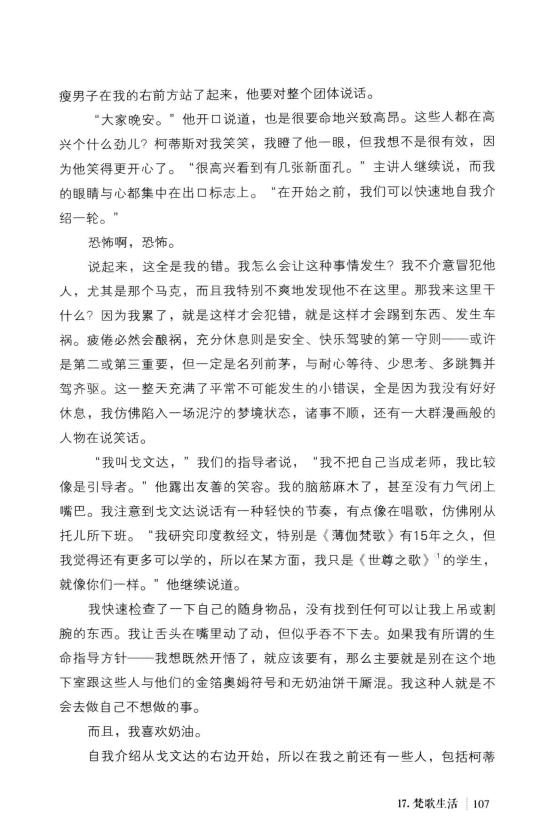 瘦男子在我的右前方站了起来，他要对整个团体说话。
“大家晚安。”他开口说道，也是很要命地兴致高昂。这些人都在高
兴个什么劲儿？柯蒂斯对我笑笑，我瞪了他一眼，但我想不是很有效，因
为他笑得更开心了。“很高兴看到有几张新面孔。”主讲人继续说，而我
的眼睛与心都集中在出口标志上。“在开始之前，我们可以快速地自我介
绍一轮。”
恐怖啊，恐怖。
说起来，这全是我的错。我怎么会让这种事情发生？我不介意冒犯他
人，尤其是那个马克，而且我特别不爽地发现他不在这里。那我来这里干
什么？因为我累了，就是这样才会犯错，就是这样才会踢到东西、发生车
祸。疲倦必然会酿祸，充分休息则是安全、快乐驾驶的第一守则——或许
是第二或第三重要，但一定是名列前茅，与耐心等待、少思考、多跳舞并
驾齐驱。这一整天充满了平常不可能发生的小错误，全是因为我没有好好
休息，我仿佛陷入一场泥泞的梦境状态，诸事不顺，还有一大群漫画般的
人物在说笑话。
“我叫戈文达，”我们的指导者说，“我不把自己当成老师，我比较
像是引导者。”他露出友善的笑容。我的脑筋麻木了，甚至没有力气闭上
嘴巴。我注意到戈文达说话有一种轻快的节奏，有点像在唱歌，仿佛刚从
托儿所下班。“我研究印度教经文，特别是《薄伽梵歌》有15年之久，但
我觉得还有更多可以学的，所以在某方面，我只是《世尊之歌》[1]的学生，
就像你们一样。”他继续说道。
我快速检查了一下自己的随身物品，没有找到任何可以让我上吊或割
腕的东西。我让舌头在嘴里动了动，但似乎吞不下去。如果我有所谓的生
命指导方针——我想既然开悟了，就应该要有，那么主要就是别在这个地
下室跟这些人与他们的金箔奥姆符号和无奶油饼干厮混。我这种人就是不
会去做自己不想做的事。
而且，我喜欢奶油。
自我介绍从戈文达的右边开始，所以在我之前还有一些人，包括柯蒂
17. 梵歌生活 107